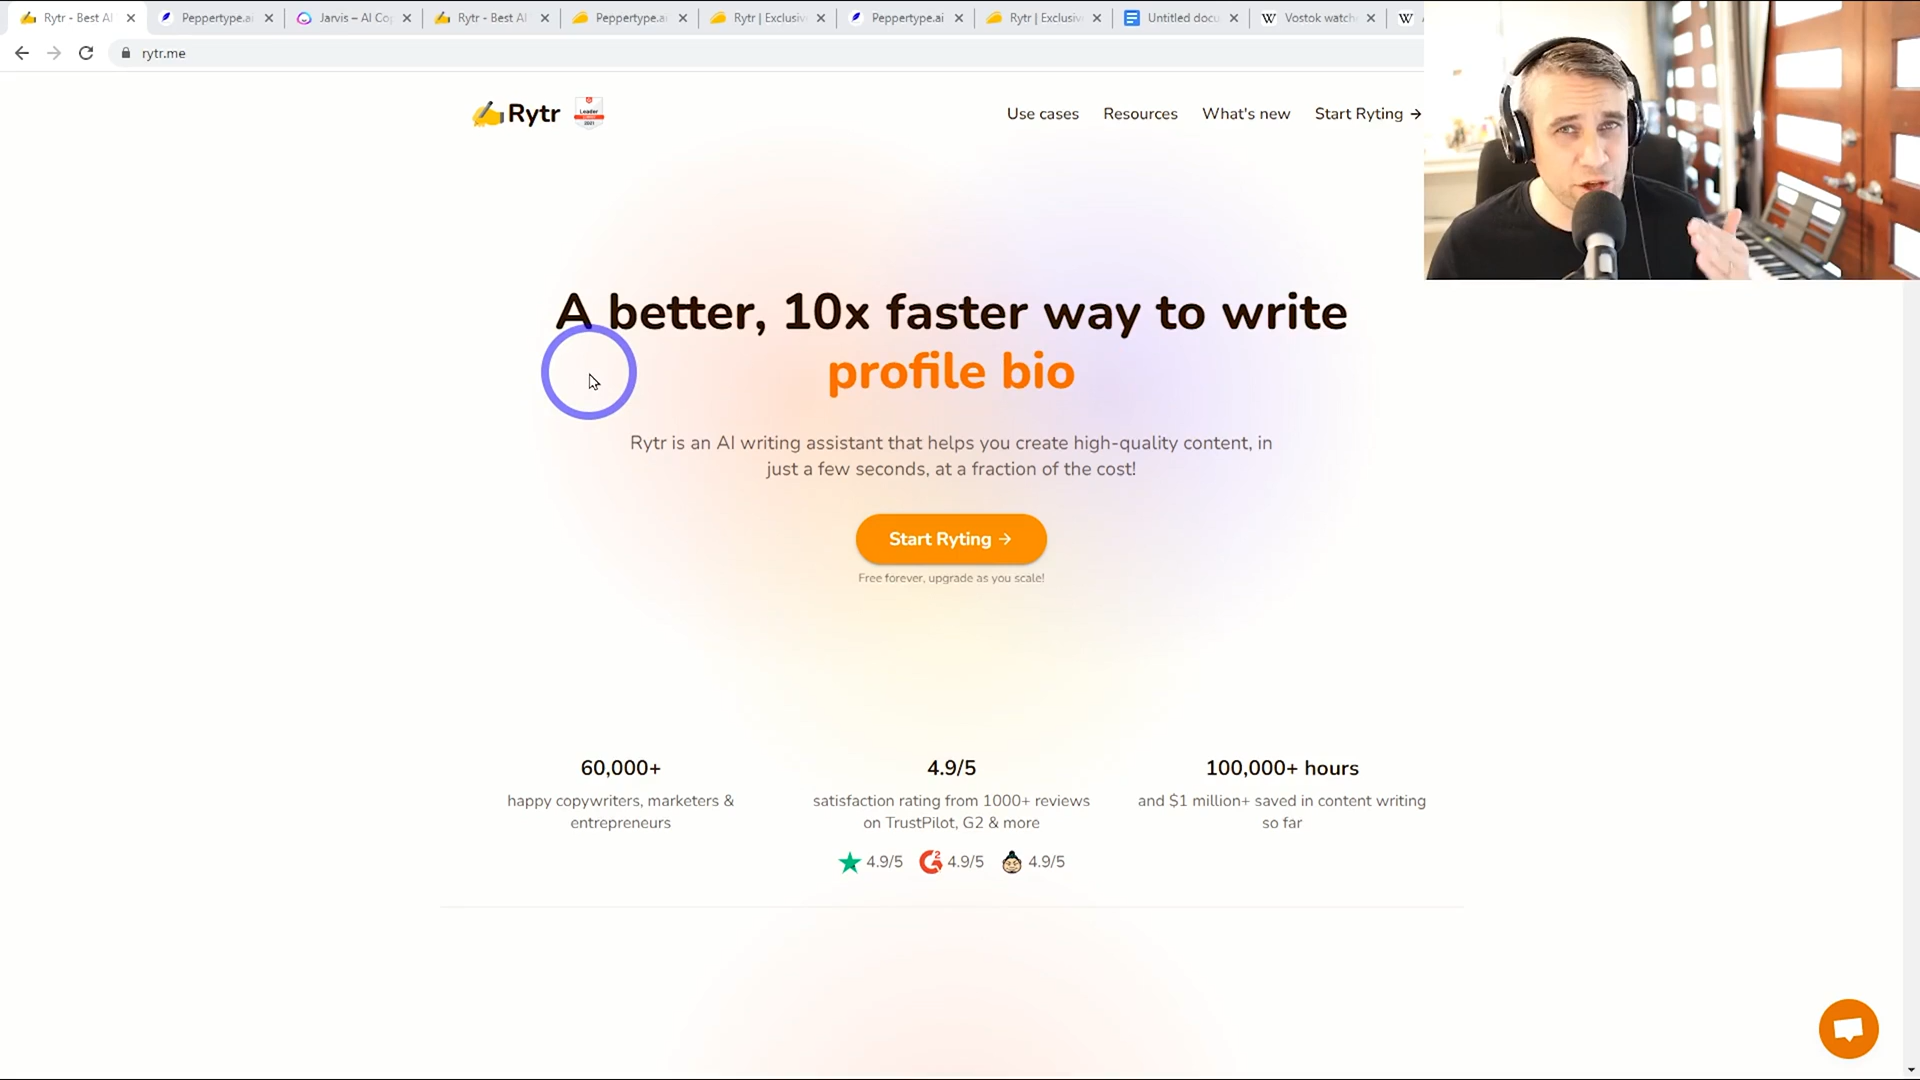 Rytr - Best AI
Peppertype.ai
Jarvis – AI Co
Rytr - Best AI
Peppertype.ai
Rytr | Exclusiv
Peppertype.ai
Rytr | Exclusiv
Untitled docu
Vostok watch
rytr.me
Rytr
Leader
2021
Use cases
Resources
What's new
Start Ryting →
A better, 10x faster way to write
profile bio
Rytr is an AI writing assistant that helps you create high-quality content, in
just a few seconds, at a fraction of the cost!
Start Ryting →
Free forever, upgrade as you scale!
60,000+
happy copywriters, marketers &
entrepreneurs
4.9/5
satisfaction rating from 1000+ reviews
on TrustPilot, G2 & more
4.9/5
4.9/5
4.9/5
100,000+ hours
and $1 million+ saved in content writing
so far